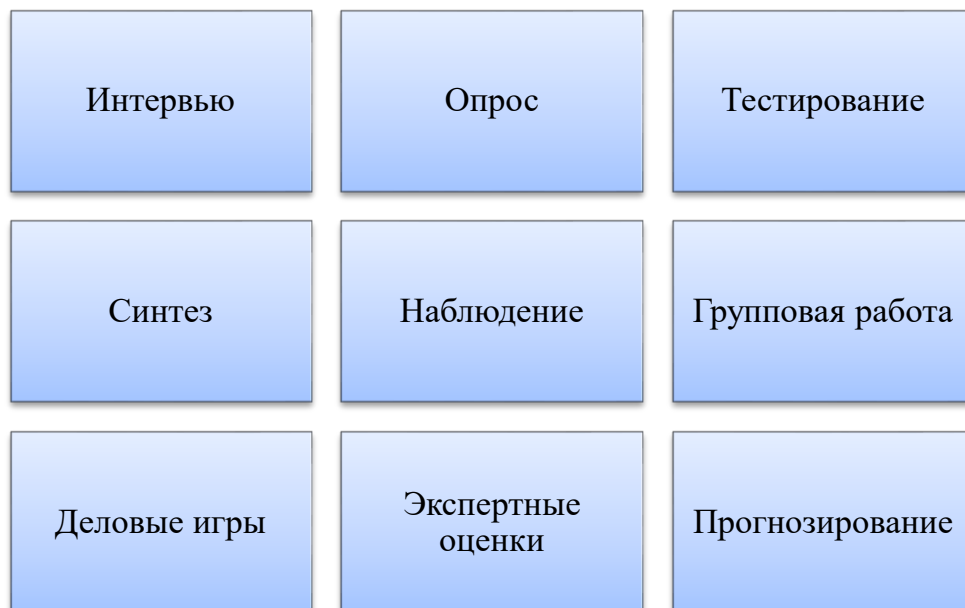 Интервью
Опрос
Тестирование
Синтез
Наблюдение
Групповая работа
Деловые игры
Экспертные
оценки
Прогнозирование